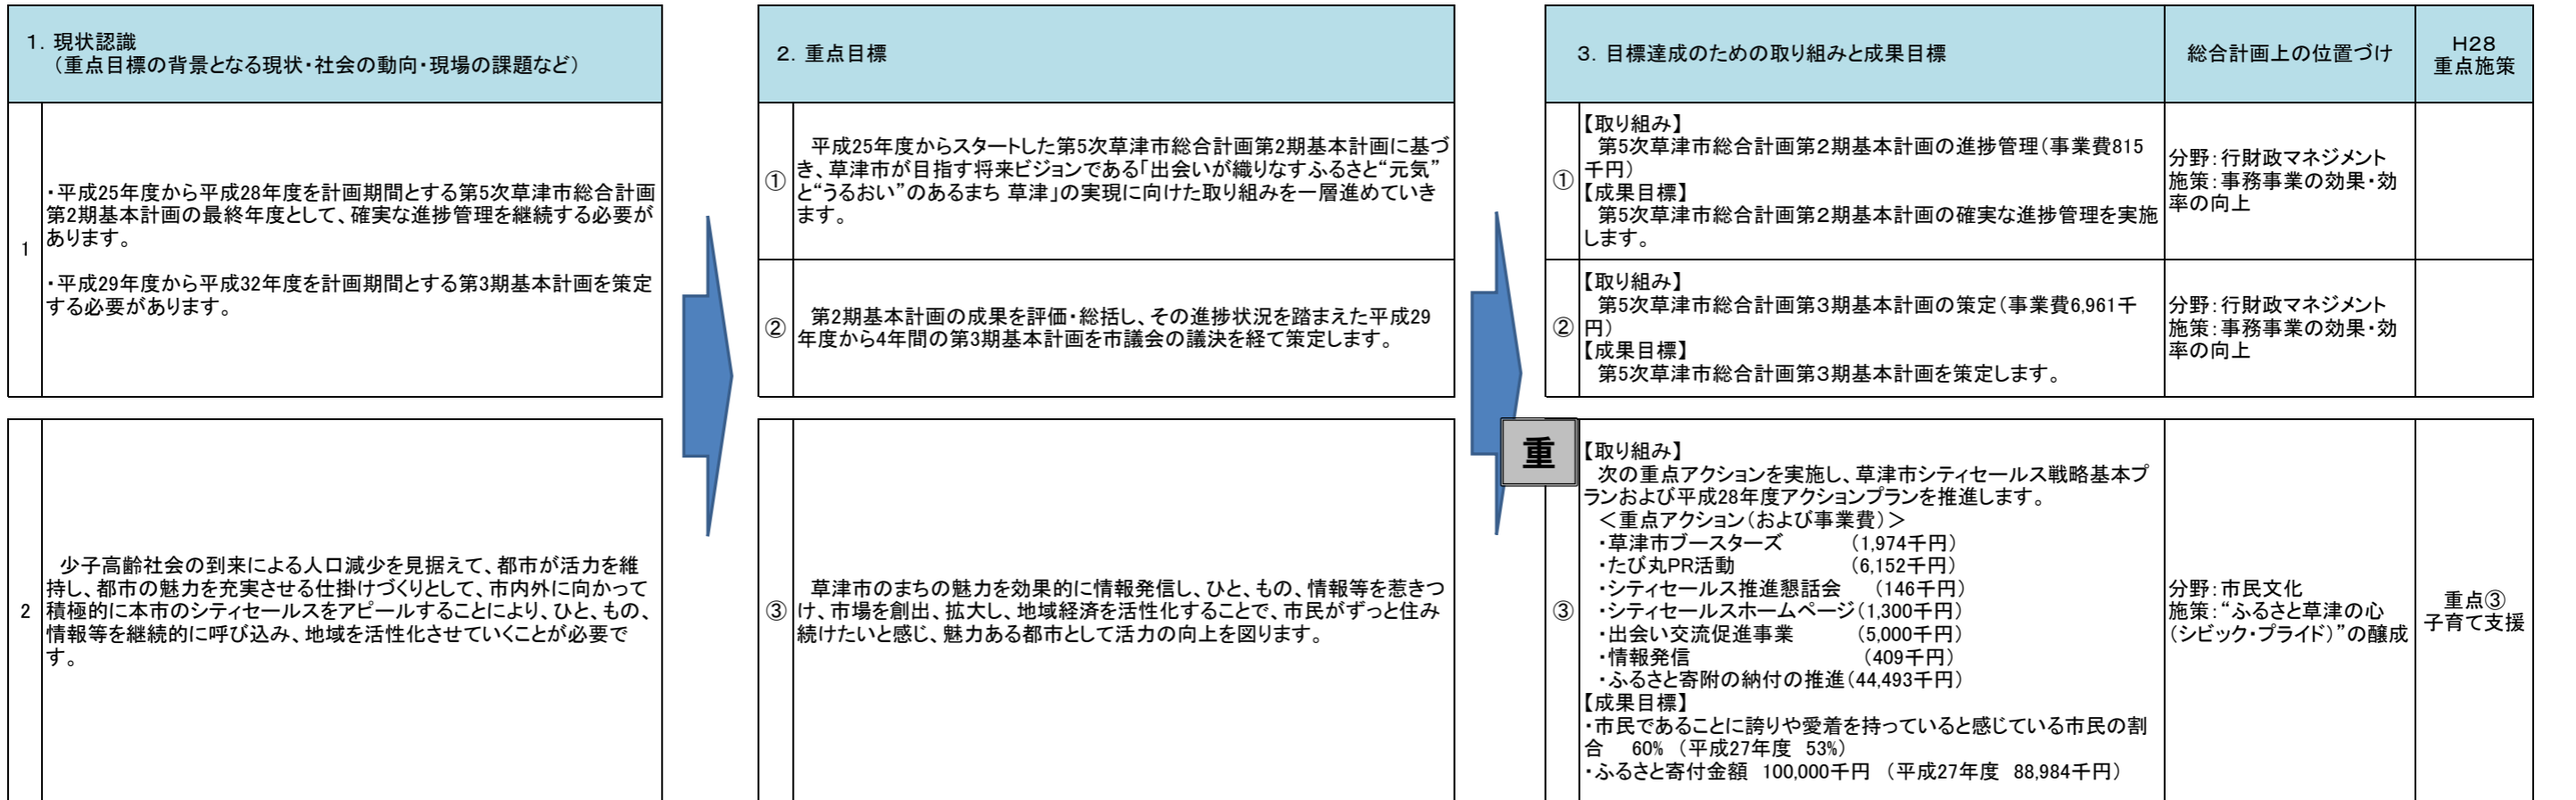 １．現状認識
（重点目標の背景となる現状・社会の動向・現場の課題など）
２．重点目標
３．目標達成のための取り組みと成果目標
総合計画上の位置づけ
Ｈ28
重点施策
1
・平成25年度から平成28年度を計画期間とする第5次草津市総合計画
第2期基本計画の最終年度として、確実な進捗管理を継続する必要が
あります。
・平成29年度から平成32年度を計画期間とする第3期基本計画を策定
する必要があります。
①
平成25年度からスタートした第5次草津市総合計画第2期基本計画に基づ
き、草津市が目指す将来ビジョンである「出会いが織りなすふるさと“元気”
と“うるおい”のあるまち 草津」の実現に向けた取り組みを一層進めていき
ます。
①
【取り組み】
第5次草津市総合計画第２期基本計画の進捗管理（事業費815
千円）
【成果目標】
第5次草津市総合計画第２期基本計画の確実な進捗管理を実施
します。
分野：行財政マネジメント
施策：事務事業の効果・効
率の向上
②
第2期基本計画の成果を評価・総括し、その進捗状況を踏まえた平成29
年度から4年間の第3期基本計画を市議会の議決を経て策定します。
②
【取り組み】
第5次草津市総合計画第３期基本計画の策定（事業費6,961千
円）
【成果目標】
第5次草津市総合計画第３期基本計画を策定します。
分野：行財政マネジメント
施策：事務事業の効果・効
率の向上
2
少子高齢社会の到来による人口減少を見据えて、都市が活力を維
持し、都市の魅力を充実させる仕掛けづくりとして、市内外に向かって
積極的に本市のシティセールスをアピールすることにより、ひと、もの、
情報等を継続的に呼び込み、地域を活性化させていくことが必要で
す。
③
草津市のまちの魅力を効果的に情報発信し、ひと、もの、情報等を惹きつ
け、市場を創出、拡大し、地域経済を活性化することで、市民がずっと住み
続けたいと感じ、魅力ある都市として活力の向上を図ります。
重
③
【取り組み】
次の重点アクションを実施し、草津市シティセールス戦略基本プ
ランおよび平成28年度アクションプランを推進します。
＜重点アクション（および事業費）＞
・草津市ブースターズ （1,974千円）
・たび丸PR活動 （6,152千円）
・シティセールス推進懇話会 （146千円）
・シティセールスホームページ（1,300千円）
・出会い交流促進事業 （5,000千円）
・情報発信 （409千円）
・ふるさと寄附の納付の推進（44,493千円）
【成果目標】
・市民であることに誇りや愛着を持っていると感じている市民の割
合 60% （平成27年度 53%）
・ふるさと寄付金額 100,000千円 （平成27年度 88,984千円）
分野：市民文化
施策：“ふるさと草津の心
（シビック・プライド）”の醸成
重点③
子育て支援